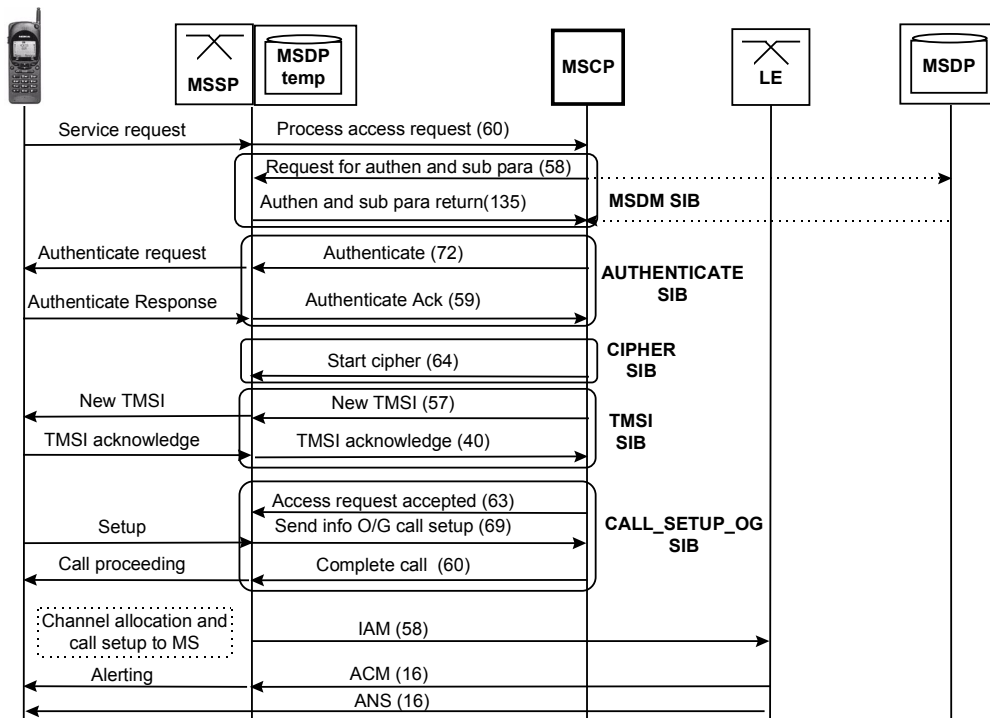 MSSP
MSDP
temp
MSCP
LE
MSDP
Service request
Process access request (60)
Request for authen and sub para (58)
Authen and sub para return(135)
MSDM SIB
Authenticate request
Authenticate (72)
AUTHENTICATE
SIB
Authenticate Response
Authenticate Ack (59)
Start cipher (64)
CIPHER
SIB
New TMSI
New TMSI (57)
TMSI
SIB
TMSI acknowledge
TMSI acknowledge (40)
Access request accepted (63)
Setup
Send info O/G call setup (69)
CALL_SETUP_OG
SIB
Call proceeding
Complete call (60)
Channel allocation and
call setup to MS
IAM (58)
Alerting
ACM (16)
ANS (16)